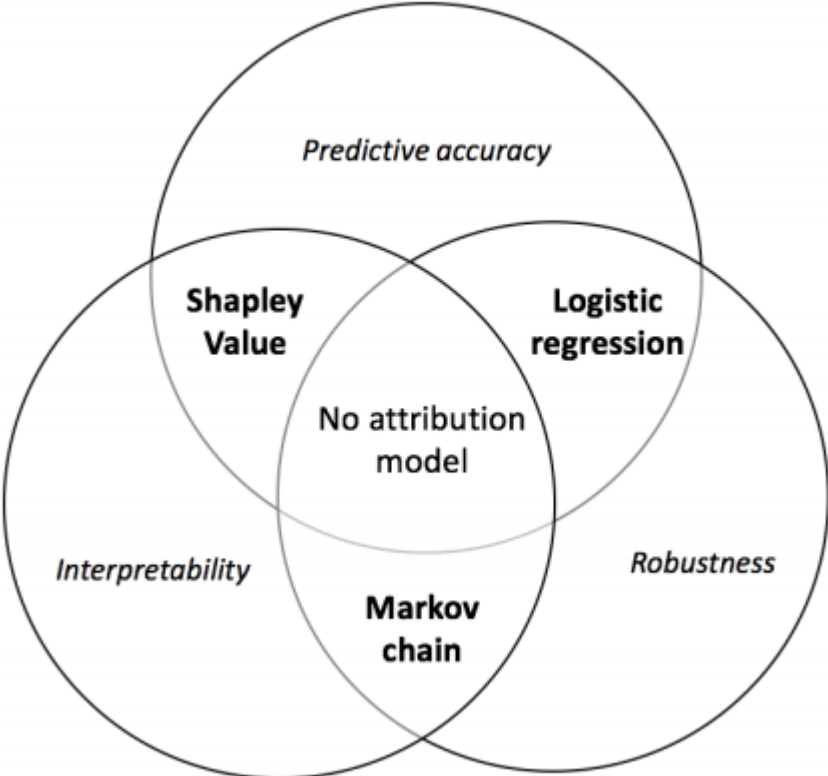 Predictive accuracy
Shapley
Value
Logistic
regression
No attribution
model
Interpretability
Robustness
Markov
chain